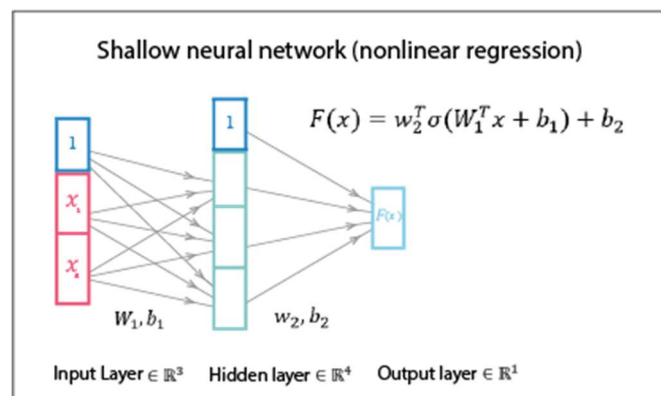 Shallow neural network (nonlinear regression)
1
F(x) = w₂ᵀσ(W₁ᵀx + b₁) + b₂
1
x₁
F(x)
x₂
W₁, b₁
w₂, b₂
Input Layer ∈ ℝ³ Hidden layer ∈ ℝ⁴ Output layer ∈ ℝ¹